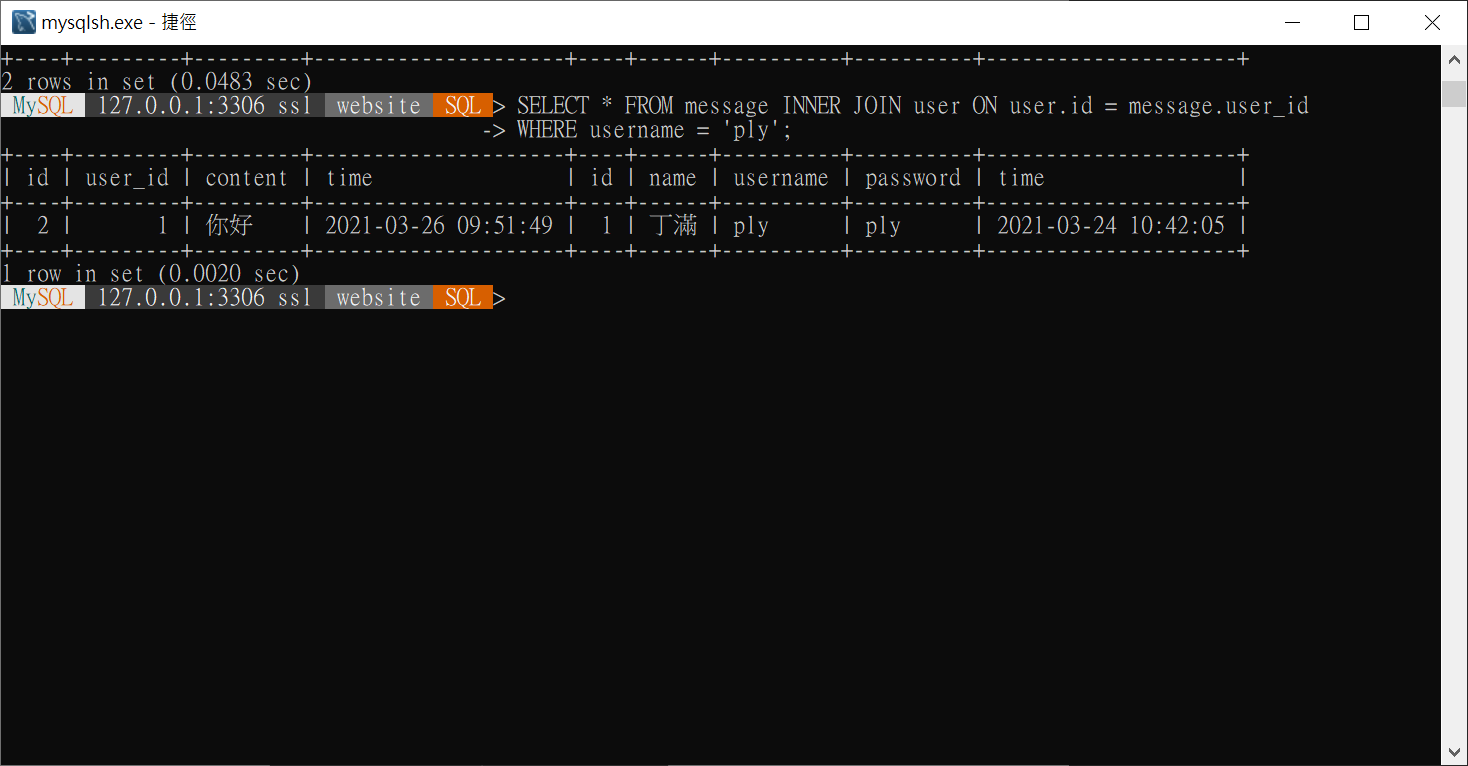 mysqlsh.exe - 捷徑
+----+---------+---------+---------------------+----+------+----------+----------+---------------------+
2 rows in set (0.0483 sec)
MySQL 127.0.0.1:3306 ssl website SQL > SELECT * FROM message INNER JOIN user ON user.id = message.user_id
-> WHERE username = 'ply';
+----+---------+---------+---------------------+----+------+----------+----------+---------------------+
| id | user_id | content | time                | id | name | username | password | time                |
+----+---------+---------+---------------------+----+------+----------+----------+---------------------+
|  2 |       1 | 你好    | 2021-03-26 09:51:49 |  1 | 丁滿 | ply      | ply      | 2021-03-24 10:42:05 |
+----+---------+---------+---------------------+----+------+----------+----------+---------------------+
1 row in set (0.0020 sec)
MySQL 127.0.0.1:3306 ssl website SQL >